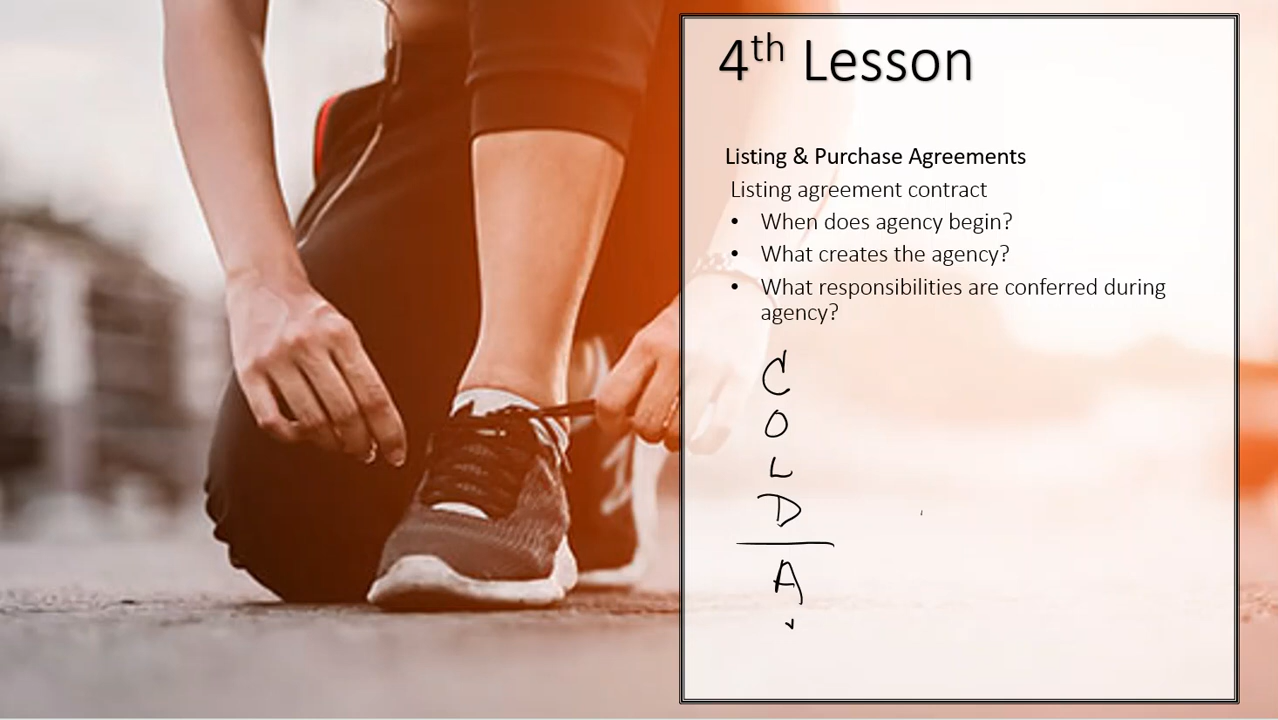 4th Lesson
Listing & Purchase Agreements
Listing agreement contract
• When does agency begin?
• What creates the agency?
• What responsibilities are conferred during
agency?
C
O
L
D
A